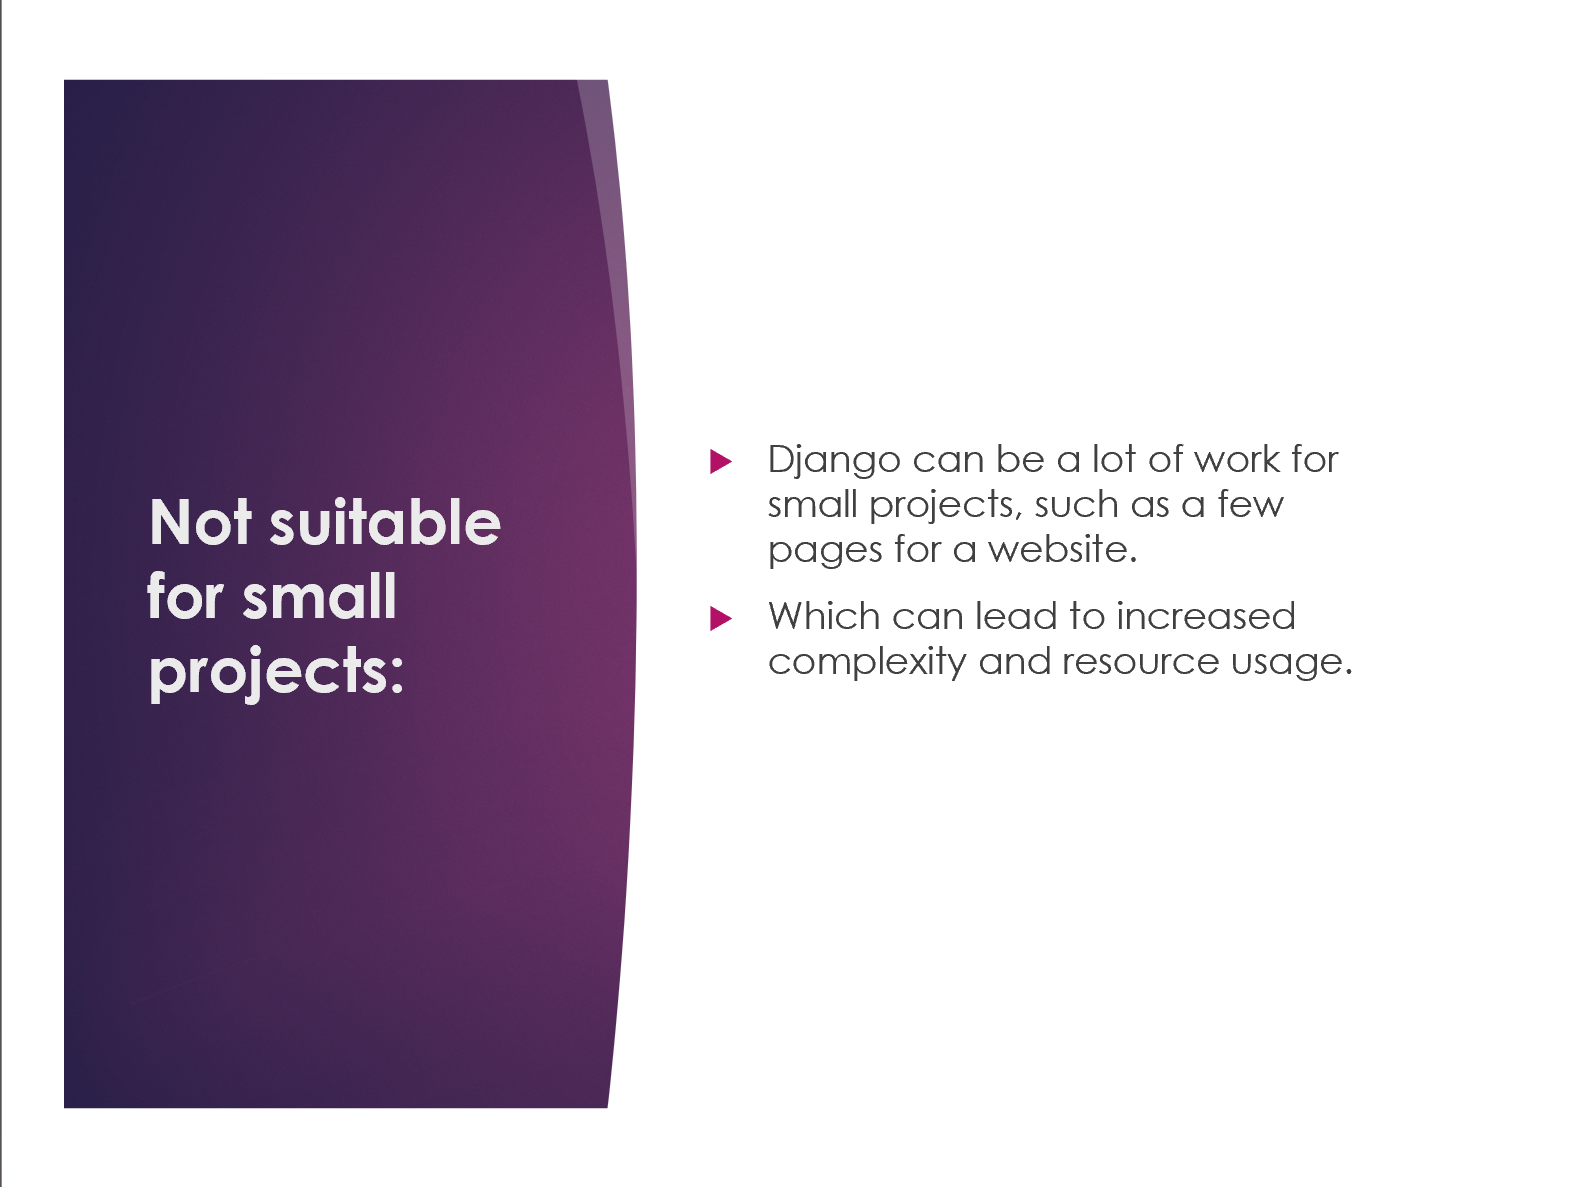 Not suitable
for small
projects:
Django can be a lot of work for
small projects, such as a few
pages for a website.
Which can lead to increased
complexity and resource usage.